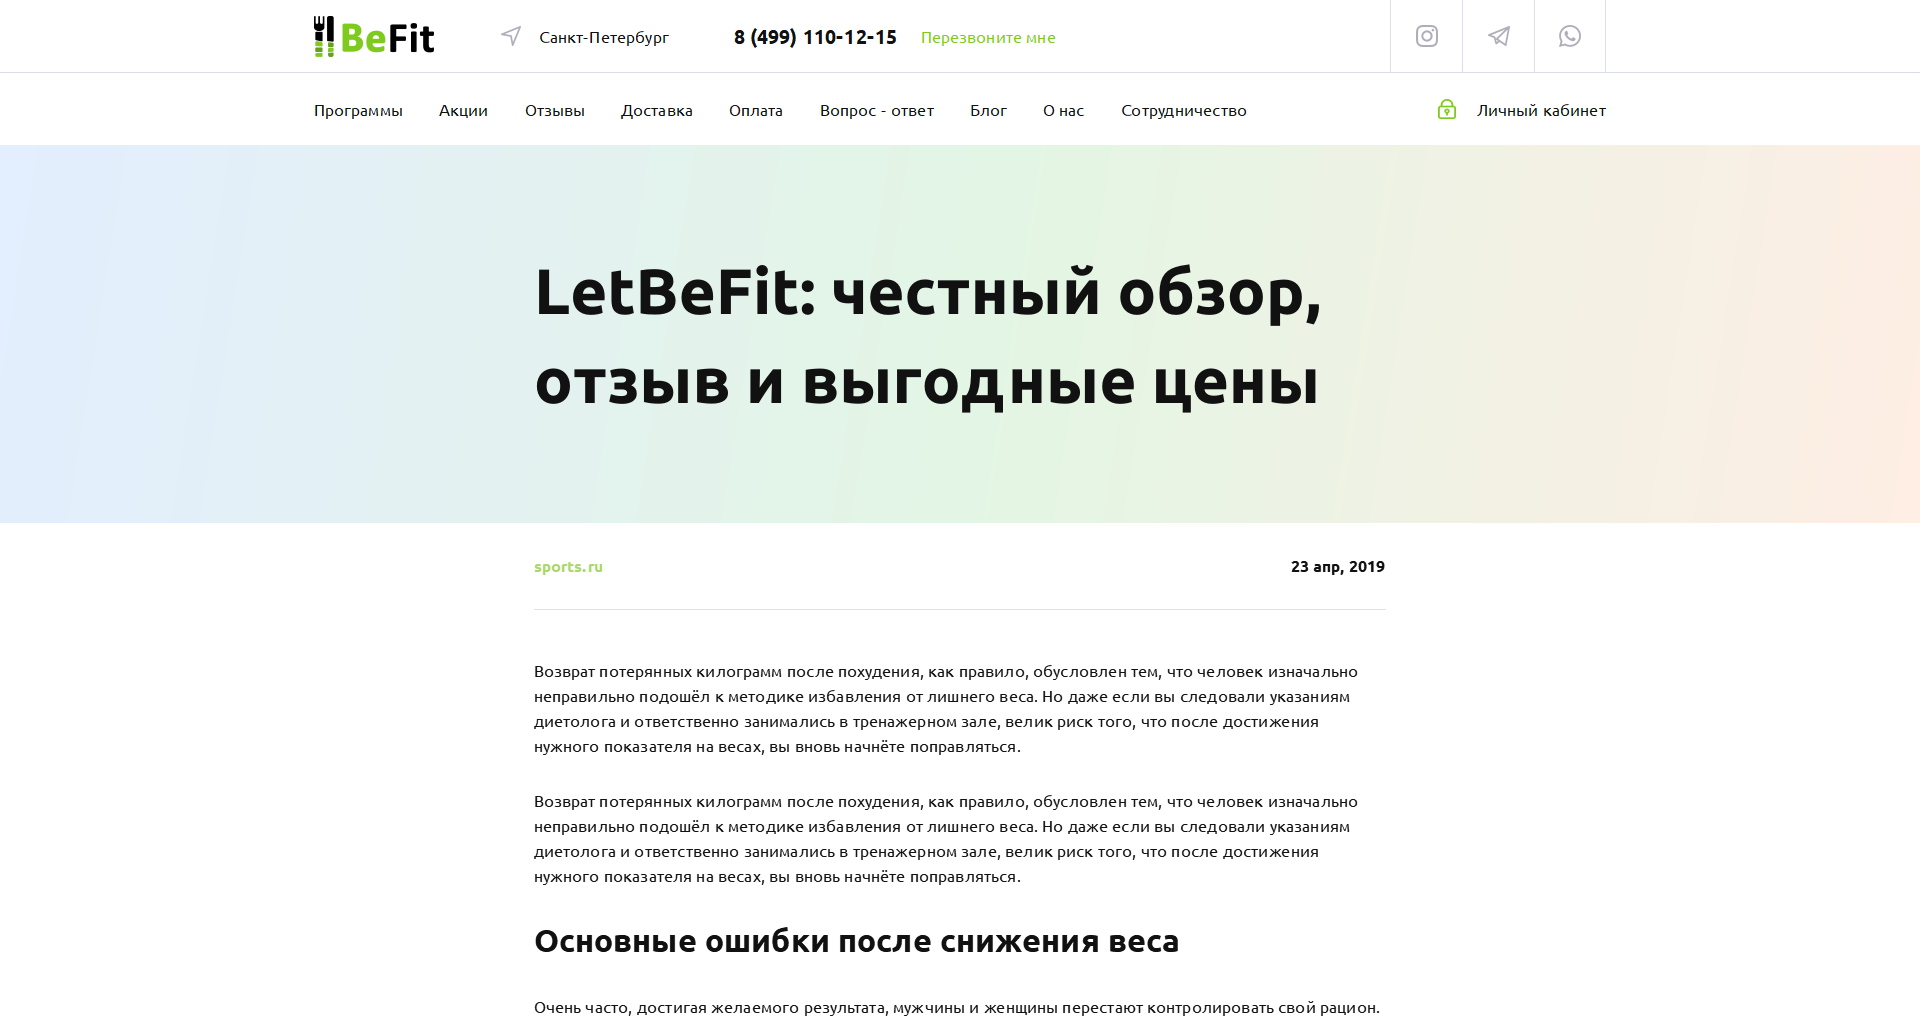 BeFit
Санкт-Петербург
8 (499) 110-12-15
Перезвоните мне
Программы
Акции
Отзывы
Доставка
Оплата
Вопрос - ответ
Блог
О нас
Сотрудничество
Личный кабинет
LetBeFit: честный обзор,
отзыв и выгодные цены
sports.ru
23 апр, 2019
Возврат потерянных килограмм после похудения, как правило, обусловлен тем, что человек изначально
неправильно подошёл к методике избавления от лишнего веса. Но даже если вы следовали указаниям
диетолога и ответственно занимались в тренажерном зале, велик риск того, что после достижения
нужного показателя на весах, вы вновь начнёте поправляться.
Возврат потерянных килограмм после похудения, как правило, обусловлен тем, что человек изначально
неправильно подошёл к методике избавления от лишнего веса. Но даже если вы следовали указаниям
диетолога и ответственно занимались в тренажерном зале, велик риск того, что после достижения
нужного показателя на весах, вы вновь начнёте поправляться.
Основные ошибки после снижения веса
Очень часто, достигая желаемого результата, мужчины и женщины перестают контролировать свой рацион.